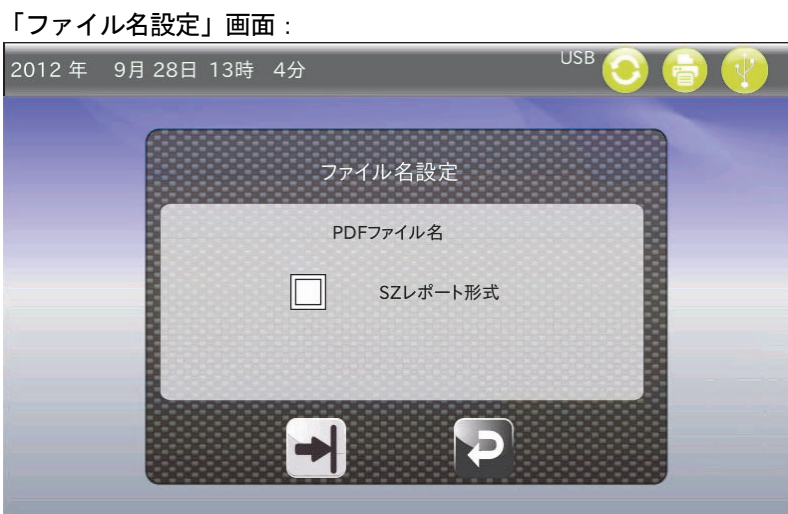 「ファイル名設定」画面：
2012 年 9月 28日 13時 4分
USB
ファイル名設定
PDFファイル名
SZレポート形式